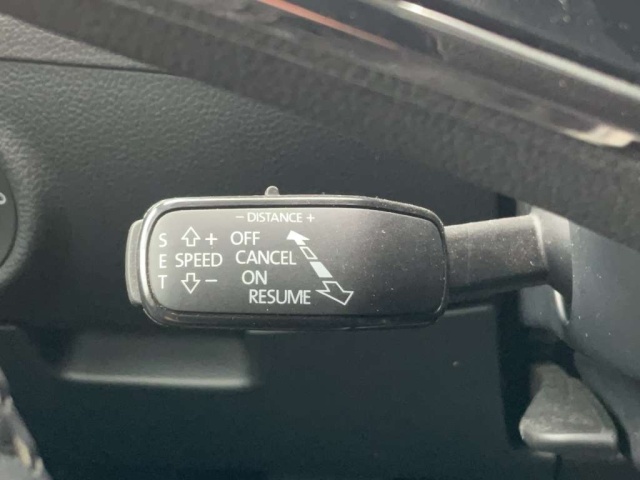 − DISTANCE +
S + OFF
E SPEED CANCEL
T − ON
RESUME